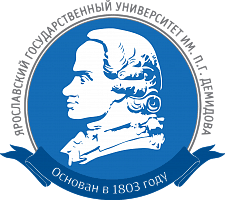 ЯРОСЛАВСКИЙ ГОСУДАРСТВЕННЫЙ УНИВЕРСИТЕТ ИМ. П.Г. ДЕМИДОВА
Основан в 1803 году